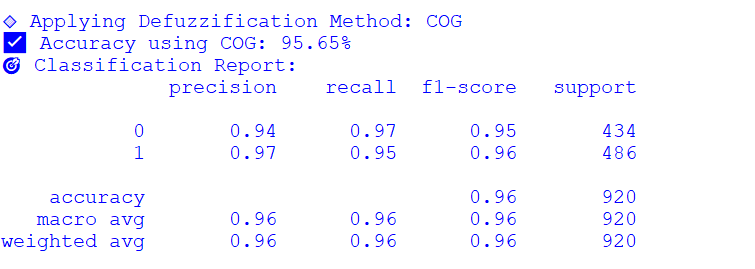 🔹 Applying Defuzzification Method: COG
✅ Accuracy using COG: 95.65%
🎯 Classification Report:
              precision    recall  f1-score   support

           0       0.94      0.97      0.95       434
           1       0.97      0.95      0.96       486

    accuracy                           0.96       920
   macro avg       0.96      0.96      0.96       920
weighted avg       0.96      0.96      0.96       920